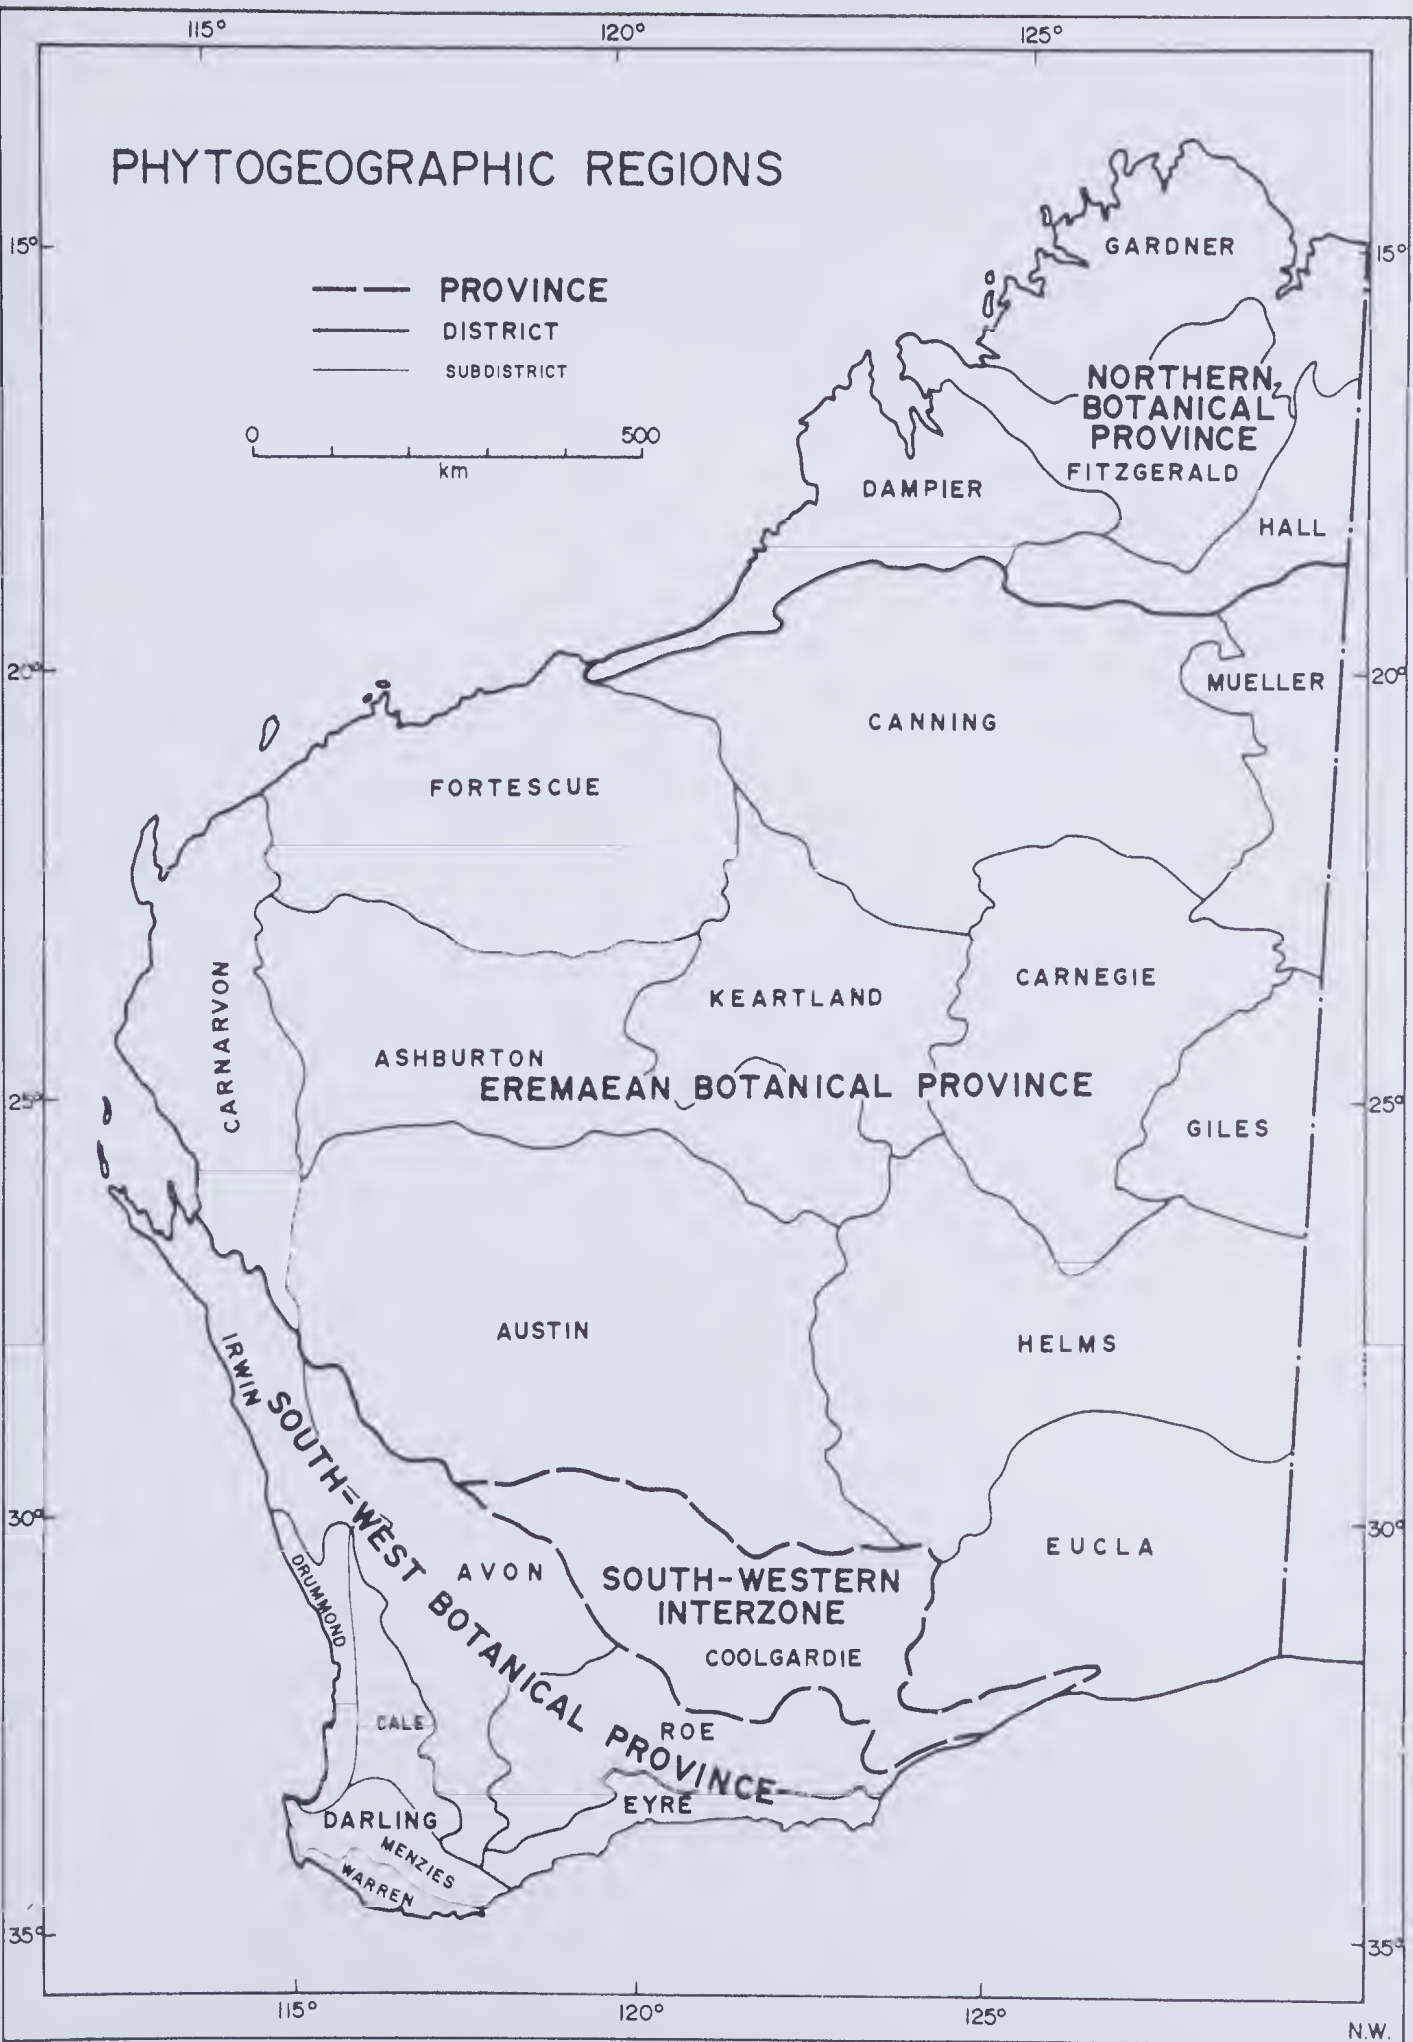 115° 120° 125°
PHYTOGEOGRAPHIC REGIONS
15° 15°
PROVINCE
DISTRICT
SUBDISTRICT
0 500
km
GARDNER
NORTHERN
BOTANICAL
PROVINCE
FITZGERALD
DAMPIER
HALL
20° 20°
MUELLER
CANNING
FORTESCUE
CARNARVON
KEARTLAND
CARNEGIE
ASHBURTON
EREMAEAN BOTANICAL PROVINCE
25° 25°
GILES
AUSTIN
HELMS
IRWIN
SOUTH-WEST BOTANICAL PROVINCE
30° 30°
DRUMMOND
AVON
SOUTH-WESTERN
INTERZONE
COOLGARDIE
EUCLA
DALE
ROE
EYRE
DARLING
MENZIES
WARREN
35° 35°
115° 120° 125°
N.W.